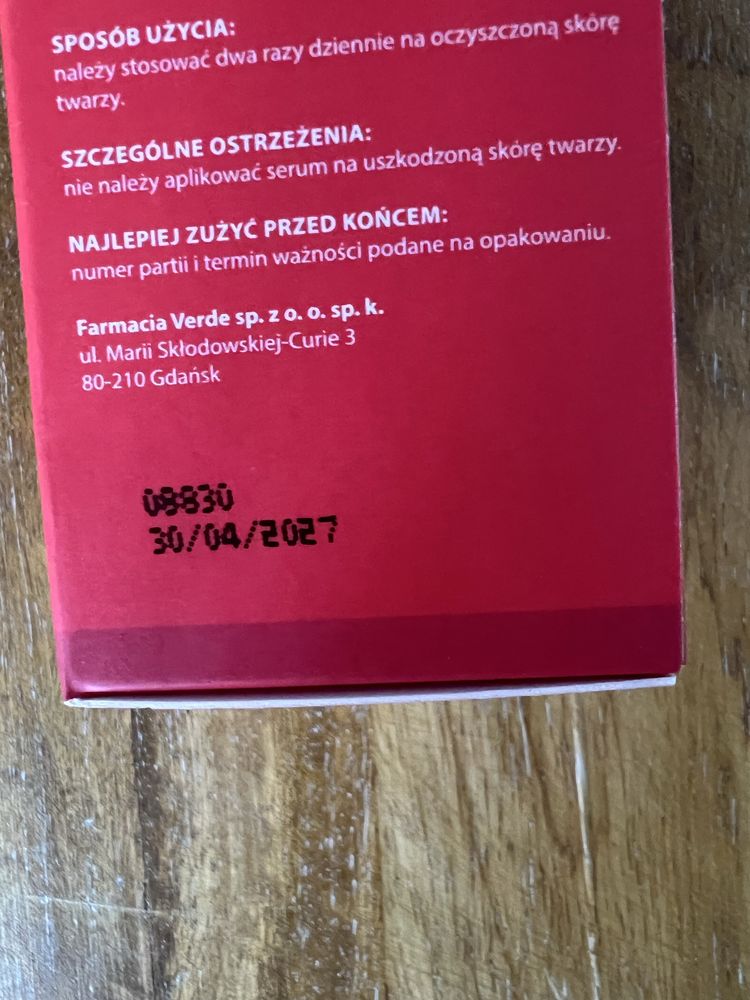 SPOSÓB UŻYCIA:
należy stosować dwa razy dziennie na oczyszczoną skórę
twarzy.
SZCZEGÓLNE OSTRZEŻENIA:
nie należy aplikować serum na uszkodzoną skórę twarzy.
NAJLEPIEJ ZUŻYĆ PRZED KOŃCEM:
numer partii i termin ważności podane na opakowaniu.
Farmacia Verde sp. z o. o. sp. k.
ul. Marii Skłodowskiej-Curie 3
80-210 Gdańsk
08830
30/04/2027